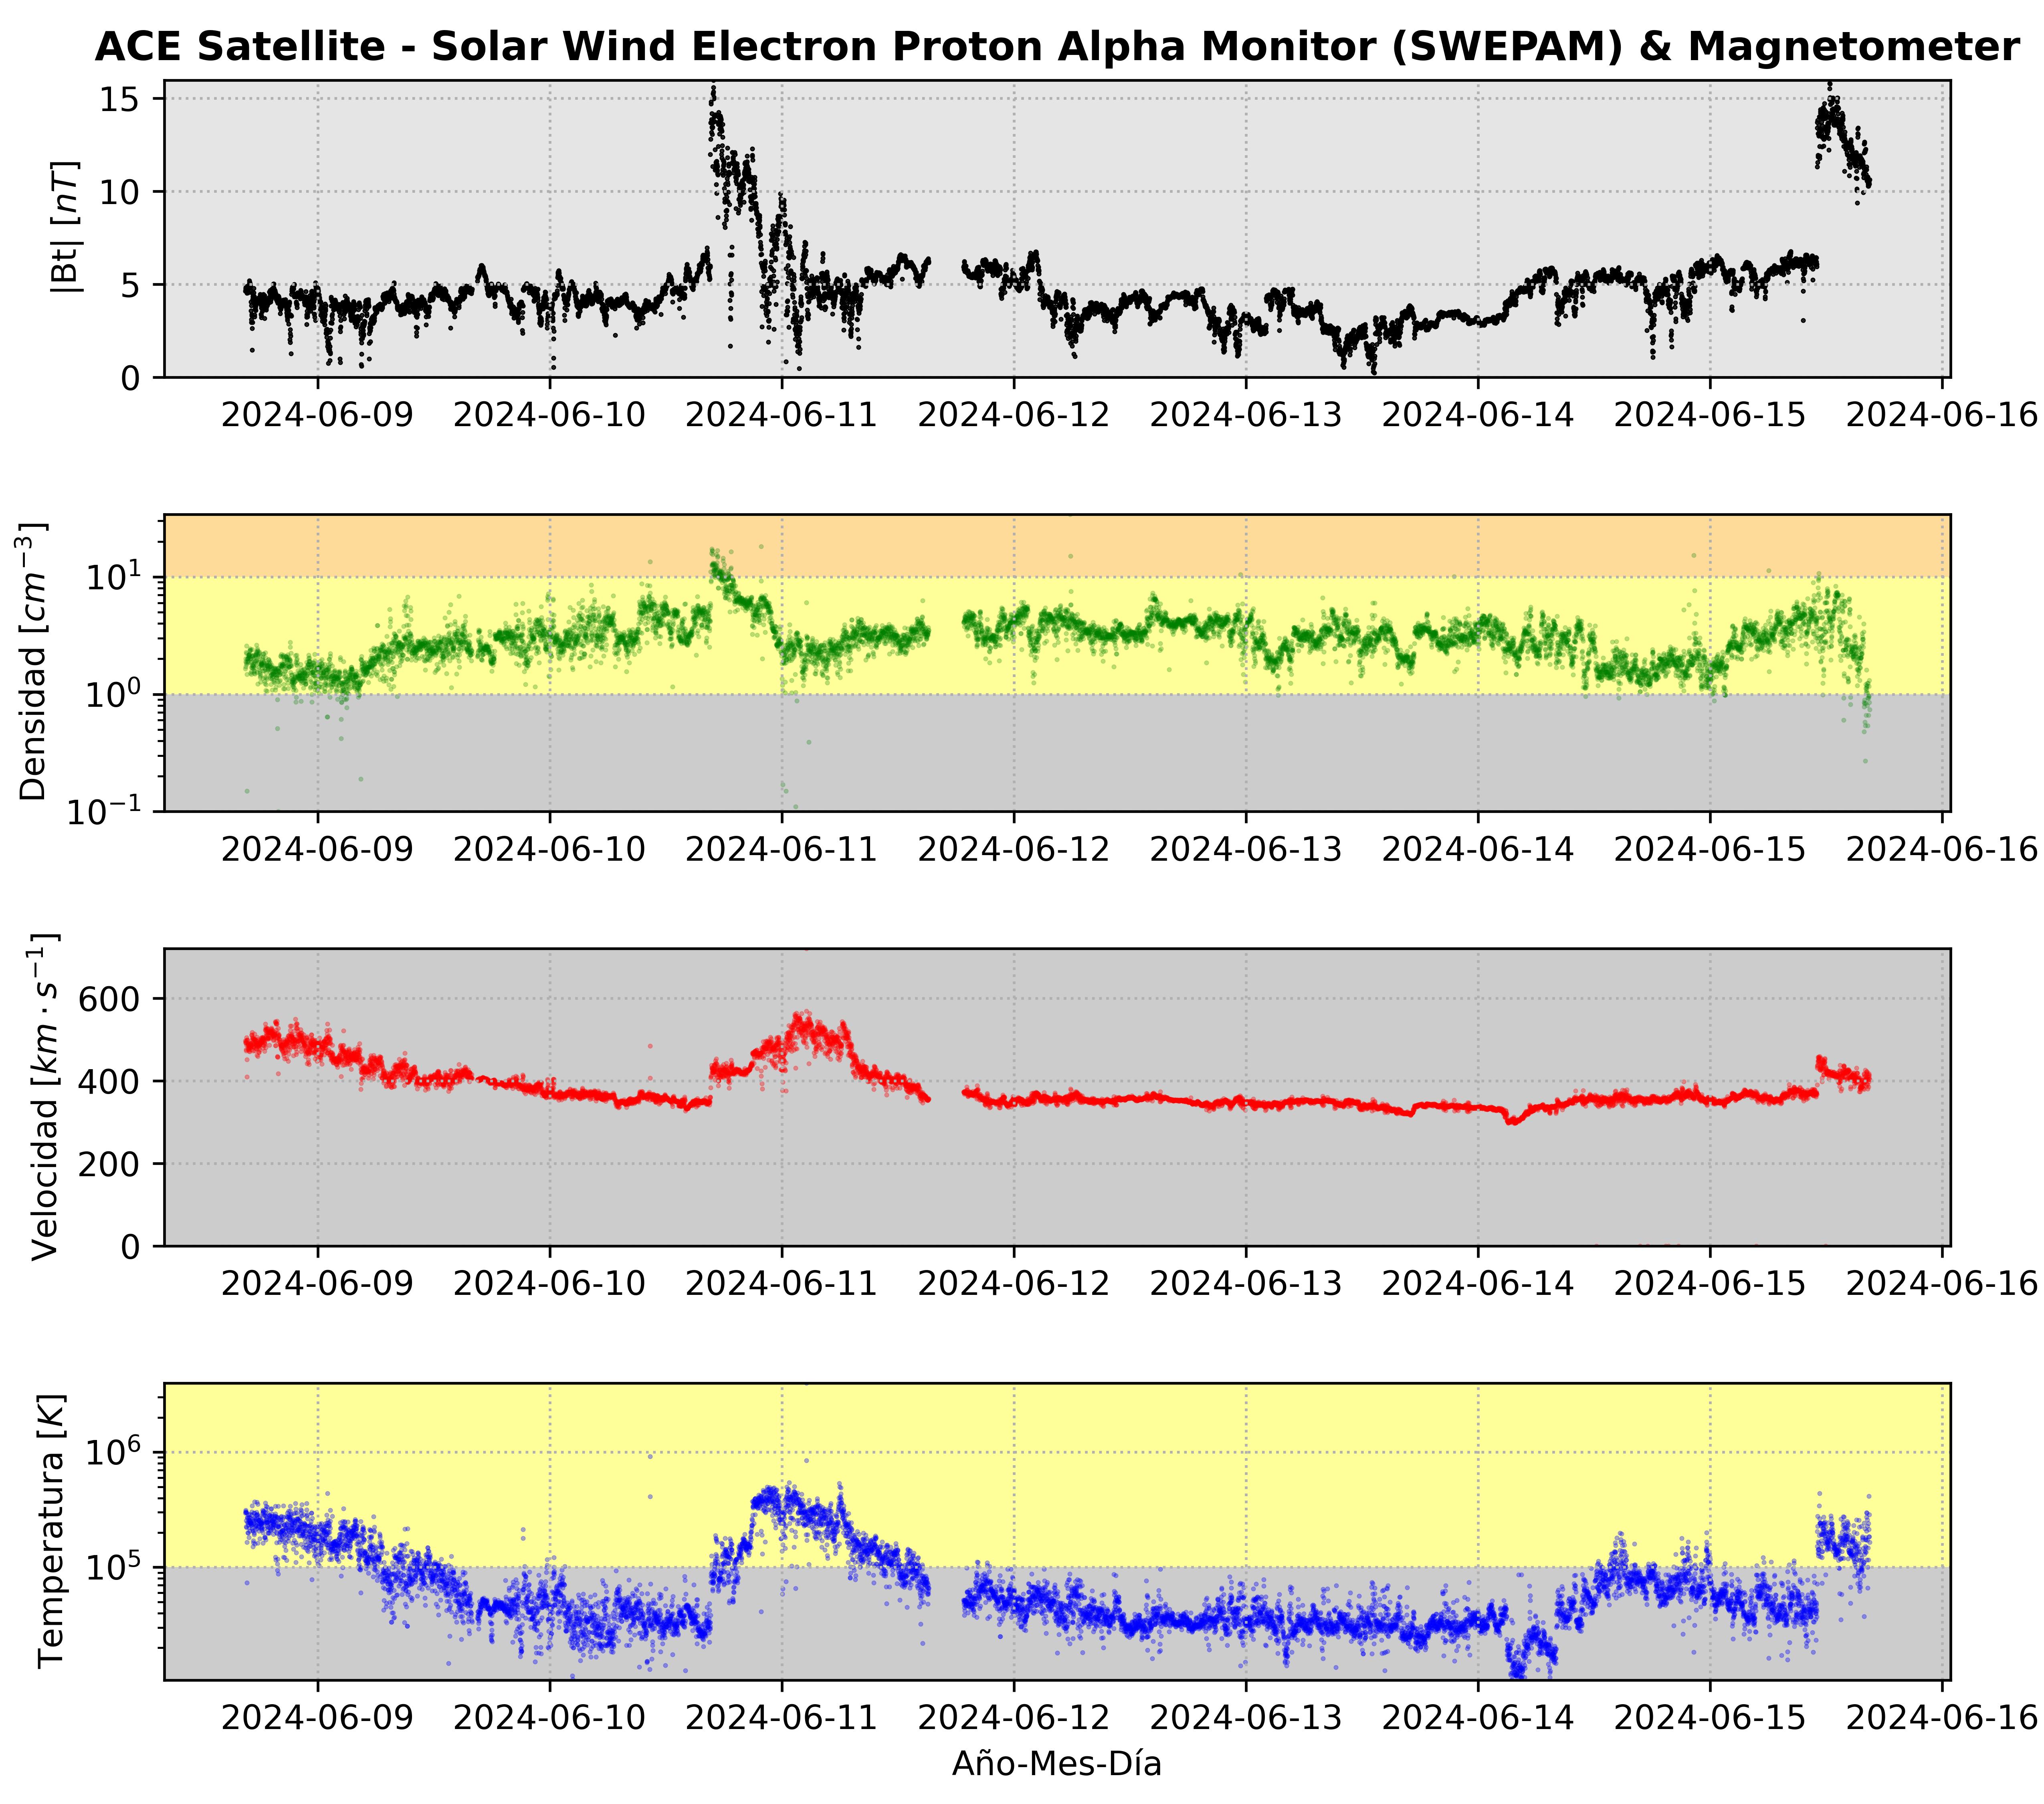 ACE Satellite - Solar Wind Electron Proton Alpha Monitor (SWEPAM) & Magnetometer
|Bt| [nT]
15
10
5
0
2024-06-09 2024-06-10 2024-06-11 2024-06-12 2024-06-13 2024-06-14 2024-06-15 2024-06-16
Densidad [cm⁻³]
10¹
10⁰
10⁻¹
2024-06-09 2024-06-10 2024-06-11 2024-06-12 2024-06-13 2024-06-14 2024-06-15 2024-06-16
Velocidad [km · s⁻¹]
600
400
200
0
2024-06-09 2024-06-10 2024-06-11 2024-06-12 2024-06-13 2024-06-14 2024-06-15 2024-06-16
Temperatura [K]
10⁶
10⁵
2024-06-09 2024-06-10 2024-06-11 2024-06-12 2024-06-13 2024-06-14 2024-06-15 2024-06-16
Año-Mes-Día